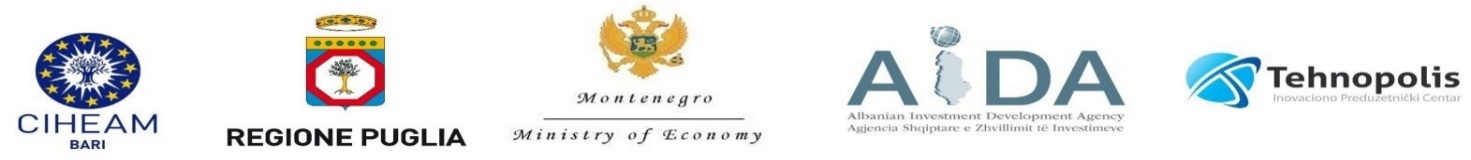 CIHEAM
BARI
REGIONE PUGLIA
Montenegro
Ministry of Economy
AIDA
Albanian Investment Development Agency
Agjencia Shqiptare e Zhvillimit të Investimeve
Tehnopolis
Inovaciono Preduzetnički Centar